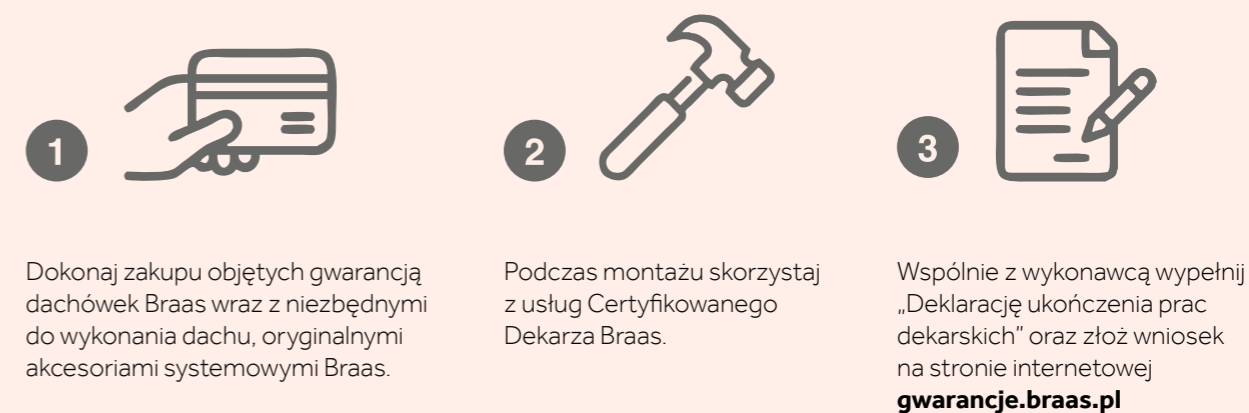 1
Dokonaj zakupu objętych gwarancją
dachówek Braas wraz z niezbędnymi
do wykonania dachu, oryginalnymi
akcesoriami systemowymi Braas.
2
Podczas montażu skorzystaj
z usług Certyfikowanego
Dekarza Braas.
3
Wspólnie z wykonawcą wypełnij
„Deklarację ukończenia prac
dekarskich” oraz złoż wniosek
na stronie internetowej
gwarancje.braas.pl